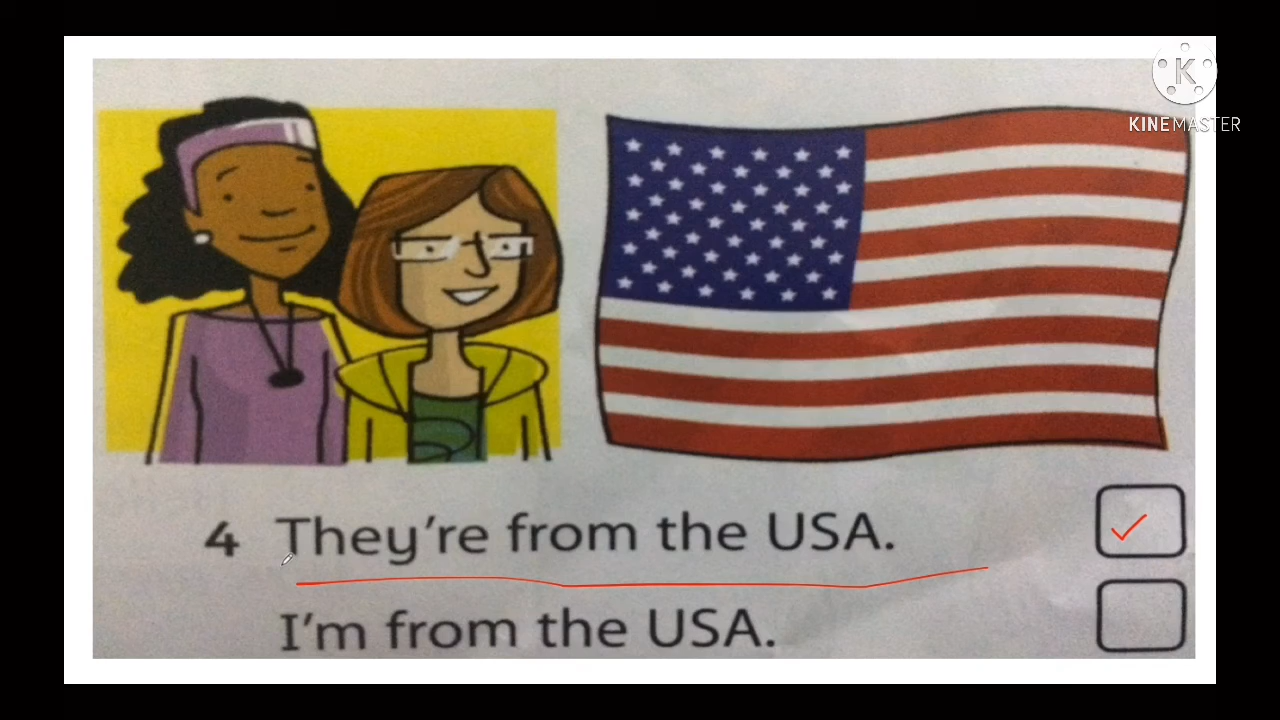 K
KINEMASTER
4 They're from the USA.
I'm from the USA.